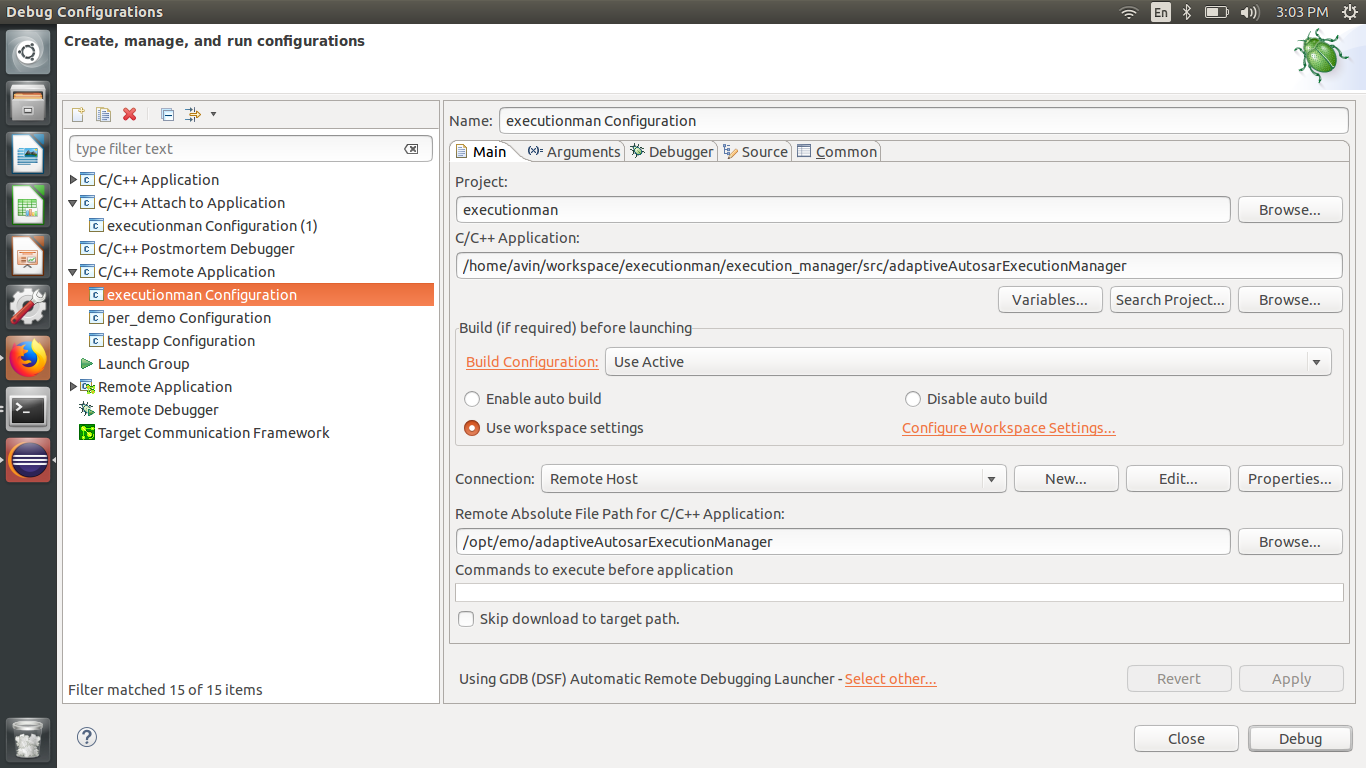 Debug Configurations
En
3:03 PM
Create, manage, and run configurations
type filter text
C/C++ Application
C/C++ Attach to Application
executionman Configuration (1)
C/C++ Postmortem Debugger
C/C++ Remote Application
executionman Configuration
per_demo Configuration
testapp Configuration
Launch Group
Remote Application
Remote Debugger
Target Communication Framework
Filter matched 15 of 15 items
Name: executionman Configuration
Main (x)= Arguments Debugger Source Common
Project:
executionman Browse...
C/C++ Application:
/home/avin/workspace/executionman/execution_manager/src/adaptiveAutosarExecutionManager
Variables... Search Project... Browse...
Build (if required) before launching
Build Configuration: Use Active
Enable auto build Disable auto build
Use workspace settings Configure Workspace Settings...
Connection: Remote Host New... Edit... Properties...
Remote Absolute File Path for C/C++ Application:
/opt/emo/adaptiveAutosarExecutionManager Browse...
Commands to execute before application
Skip download to target path.
Using GDB (DSF) Automatic Remote Debugging Launcher - Select other... Revert Apply
? Close Debug